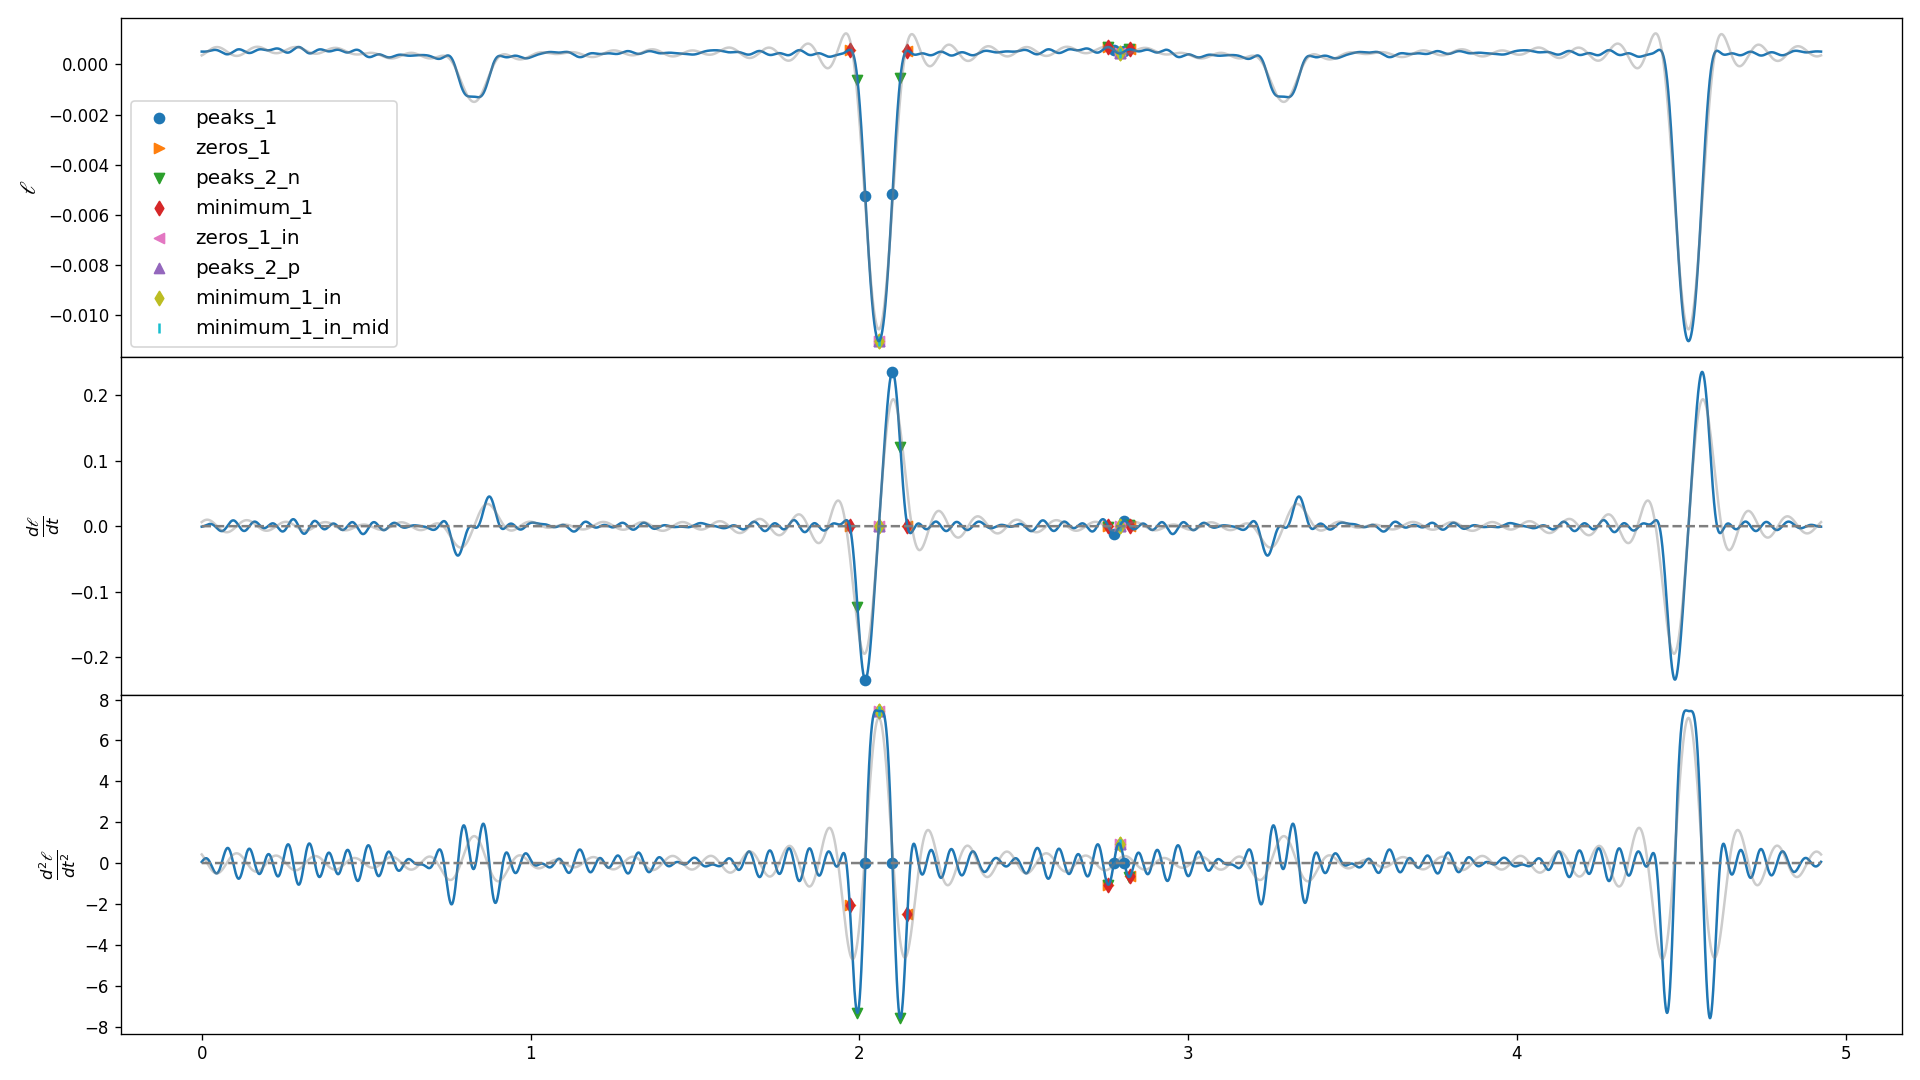 0.000
−0.002
−0.004
−0.006
−0.008
−0.010
ℓ
peaks_1
zeros_1
peaks_2_n
minimum_1
zeros_1_in
peaks_2_p
minimum_1_in
minimum_1_in_mid
0.2
0.1
0.0
−0.1
−0.2
dℓ/dt
8
6
4
2
0
−2
−4
−6
−8
d²ℓ/dt²
0 1 2 3 4 5